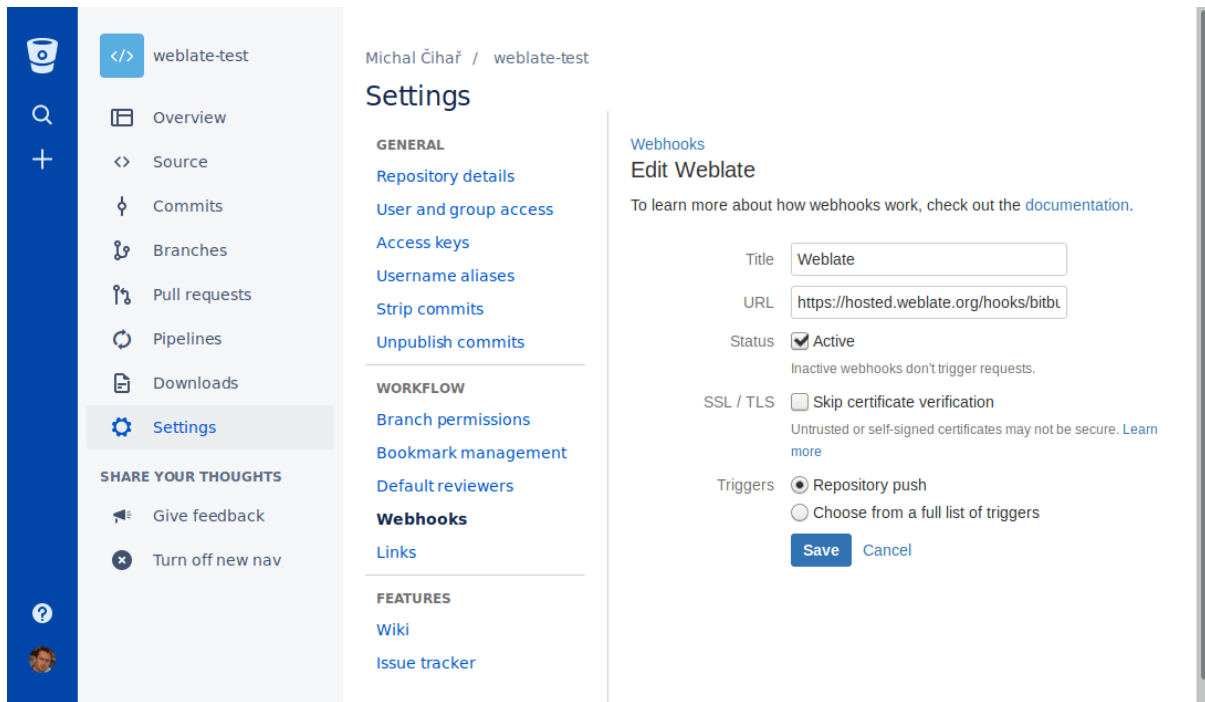 weblate-test
Overview
Source
Commits
Branches
Pull requests
Pipelines
Downloads
Settings
SHARE YOUR THOUGHTS
Give feedback
Turn off new nav
Michal Čihař / weblate-test
Settings
GENERAL
Repository details
User and group access
Access keys
Username aliases
Strip commits
Unpublish commits
WORKFLOW
Branch permissions
Bookmark management
Default reviewers
Webhooks
Links
FEATURES
Wiki
Issue tracker
Webhooks
Edit Weblate
To learn more about how webhooks work, check out the documentation.
Title Weblate
URL https://hosted.weblate.org/hooks/bitbu
Status Active
Inactive webhooks don't trigger requests.
SSL / TLS Skip certificate verification
Untrusted or self-signed certificates may not be secure. Learn
more
Triggers Repository push
Choose from a full list of triggers
Save Cancel